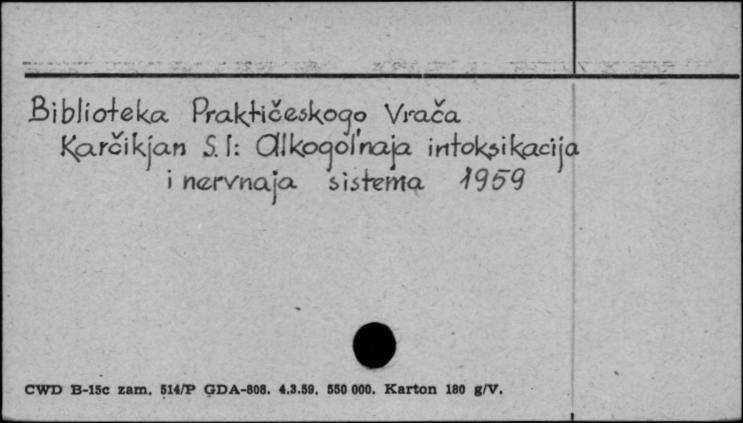 Biblioteka Praktičeskogo Vrača
Karčikjan S.I: Alkogol'naja intoksikacija
i nervnaja sistema 1959
CWD B-15c zam. 514/P GDA-808. 4.3.59. 550 000. Karton 180 g/V.